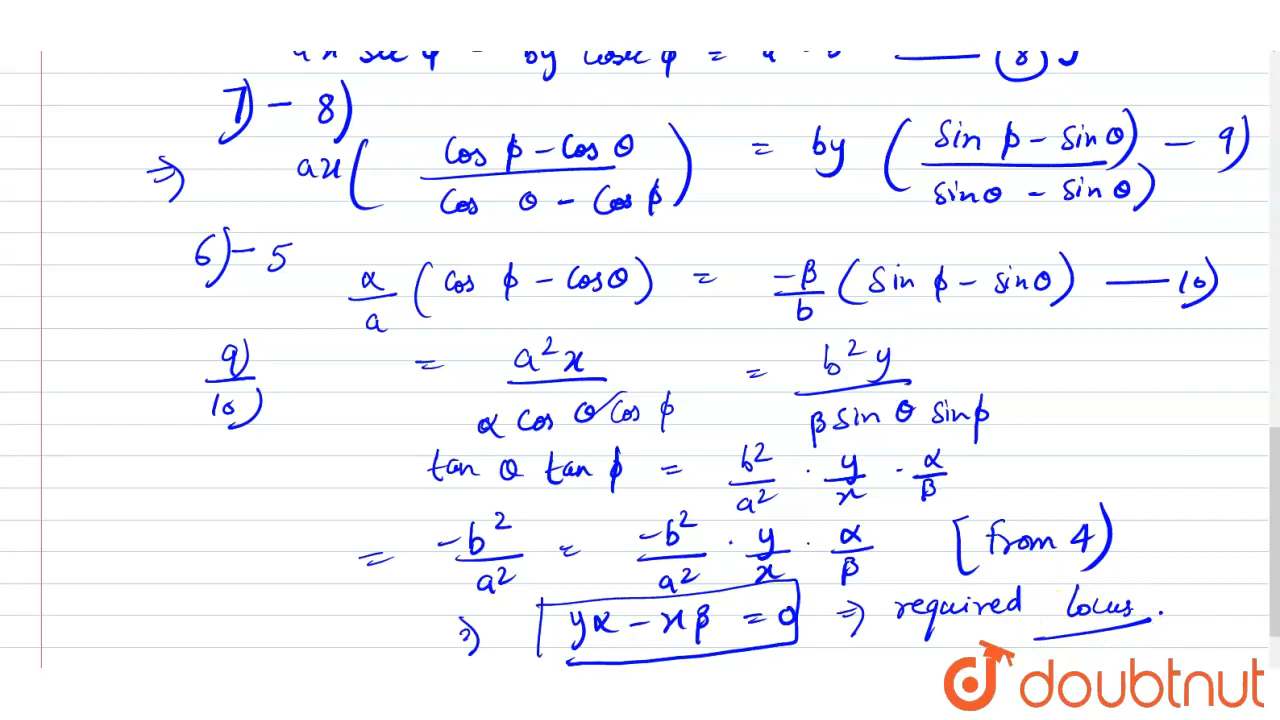 by cosec φ =
7) - 8)
⇒ ax ( cos φ - cos θ / cos θ - cos φ ) = by ( sin φ - sin θ / sin θ - sin θ ) - 9)
6) - 5
α/a ( cos φ - cos θ ) = -β/b ( sin φ - sin θ ) — 10)
9)/10) = a²x / α cos θ cos φ = b²y / β sin θ sin φ
tan θ tan φ = b²/a² . y/x . α/β
= -b²/a² = -b²/a² . y/x . α/β [from 4)
⇒ yα - xβ = 0 ⇒ required locus.
doubtnut